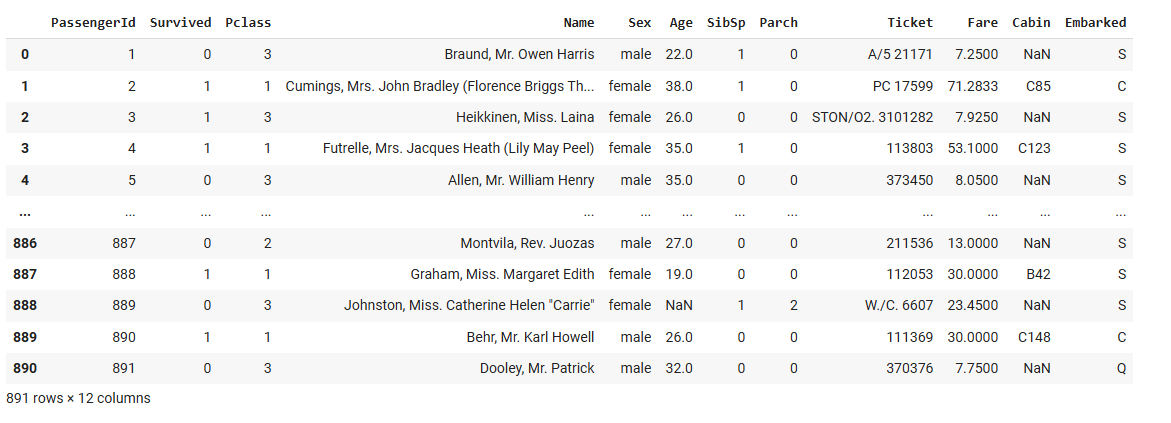 PassengerId Survived Pclass Name Sex Age SibSp Parch Ticket Fare Cabin Embarked
0 1 0 3 Braund, Mr. Owen Harris male 22.0 1 0 A/5 21171 7.2500 NaN S
1 2 1 1 Cumings, Mrs. John Bradley (Florence Briggs Th... female 38.0 1 0 PC 17599 71.2833 C85 C
2 3 1 3 Heikkinen, Miss. Laina female 26.0 0 0 STON/O2. 3101282 7.9250 NaN S
3 4 1 1 Futrelle, Mrs. Jacques Heath (Lily May Peel) female 35.0 1 0 113803 53.1000 C123 S
4 5 0 3 Allen, Mr. William Henry male 35.0 0 0 373450 8.0500 NaN S
... ... ... ... ... ... ... ... ... ... ... ... ...
886 887 0 2 Montvila, Rev. Juozas male 27.0 0 0 211536 13.0000 NaN S
887 888 1 1 Graham, Miss. Margaret Edith female 19.0 0 0 112053 30.0000 B42 S
888 889 0 3 Johnston, Miss. Catherine Helen "Carrie" female NaN 1 2 W./C. 6607 23.4500 NaN S
889 890 1 1 Behr, Mr. Karl Howell male 26.0 0 0 111369 30.0000 C148 C
890 891 0 3 Dooley, Mr. Patrick male 32.0 0 0 370376 7.7500 NaN Q
891 rows × 12 columns